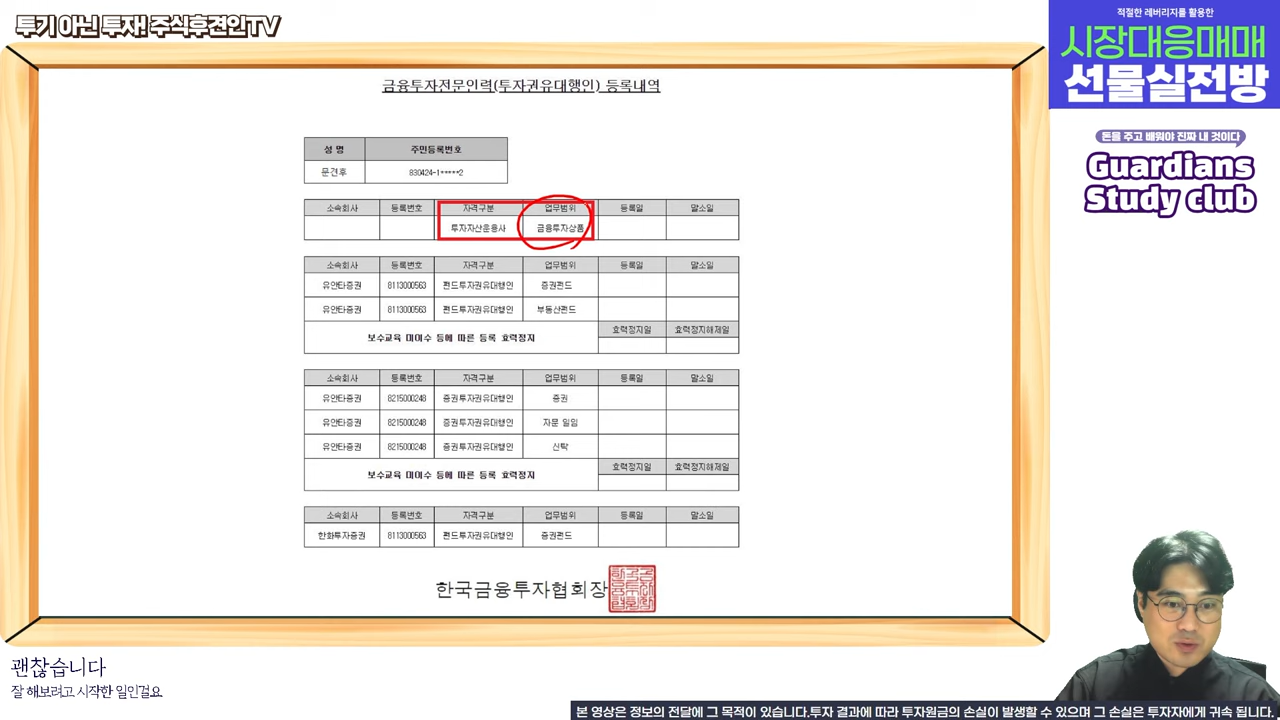 투기 아닌 투자! 주식후견인TV
적절한 레버리지를 활용한
시장대응매매
선물실전방
돈을 주고 배워야 진짜 내 것이다
Guardians
Study club
금융투자전문인력(투자권유대행인) 등록내역
성 명 주민등록번호
문견후 830424-1*****2
소속회사 등록번호 자격구분 업무범위 등록일 말소일
투자자산운용사 금융투자상품
소속회사 등록번호 자격구분 업무범위 등록일 말소일
유안타증권 8113000563 펀드투자권유대행인 증권펀드
유안타증권 8113000563 펀드투자권유대행인 부동산펀드
보수교육 미이수 등에 따른 등록 효력정지 효력정지일 효력정지해제일
소속회사 등록번호 자격구분 업무범위 등록일 말소일
유안타증권 8215000248 증권투자권유대행인 증권
유안타증권 8215000248 증권투자권유대행인 자문 일임
유안타증권 8215000248 증권투자권유대행인 신탁
보수교육 미이수 등에 따른 등록 효력정지 효력정지일 효력정지해제일
소속회사 등록번호 자격구분 업무범위 등록일 말소일
한화투자증권 8113000563 펀드투자권유대행인 증권펀드
한국금융투자협회장
괜찮습니다
잘 해보려고 시작한 일인걸요
본 영상은 정보의 전달에 그 목적이 있습니다.투자 결과에 따라 투자원금의 손실이 발생할 수 있으며 그 손실은 투자자에게 귀속 됩니다.